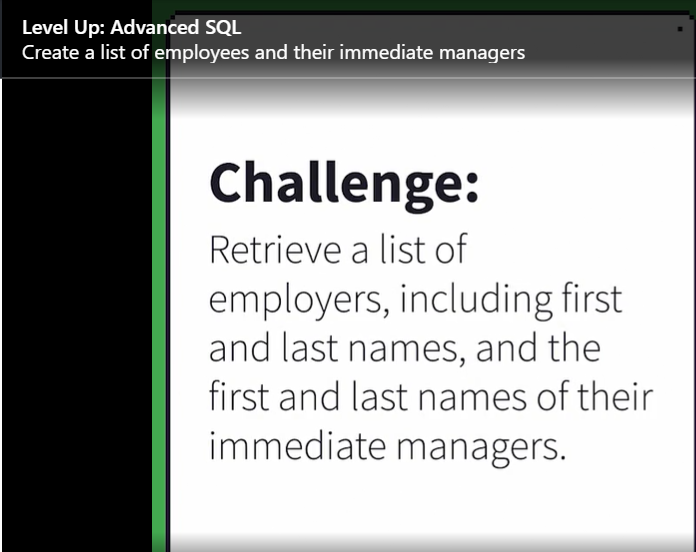 Level Up: Advanced SQL
Create a list of employees and their immediate managers
Challenge:
Retrieve a list of
employers, including first
and last names, and the
first and last names of their
immediate managers.